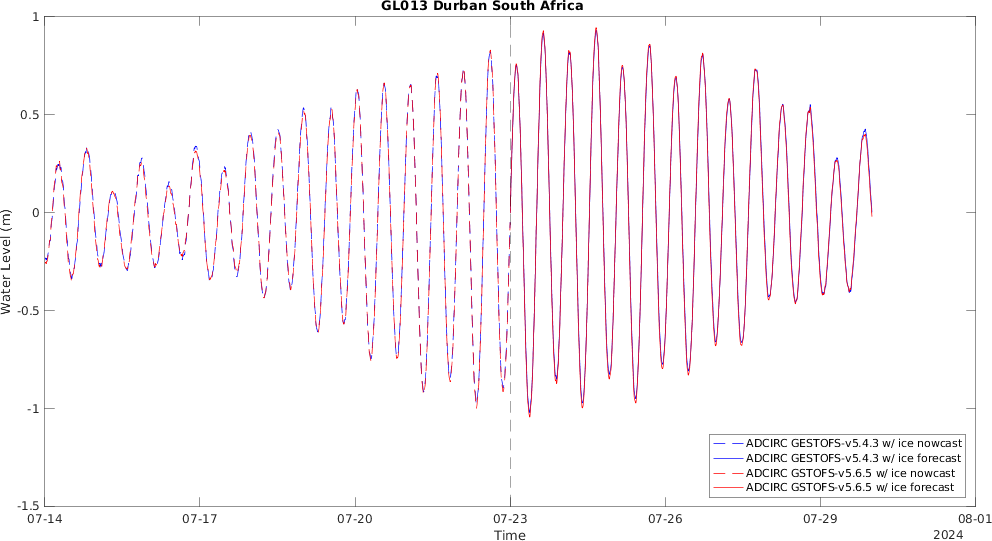 GL013 Durban South Africa
1
0.5
0
-0.5
-1
-1.5
Water Level (m)
ADCIRC GESTOFS-v5.4.3 w/ ice nowcast
ADCIRC GESTOFS-v5.4.3 w/ ice forecast
ADCIRC GSTOFS-v5.6.5 w/ ice nowcast
ADCIRC GSTOFS-v5.6.5 w/ ice forecast
07-14 07-17 07-20 07-23 07-26 07-29 08-01
Time
2024